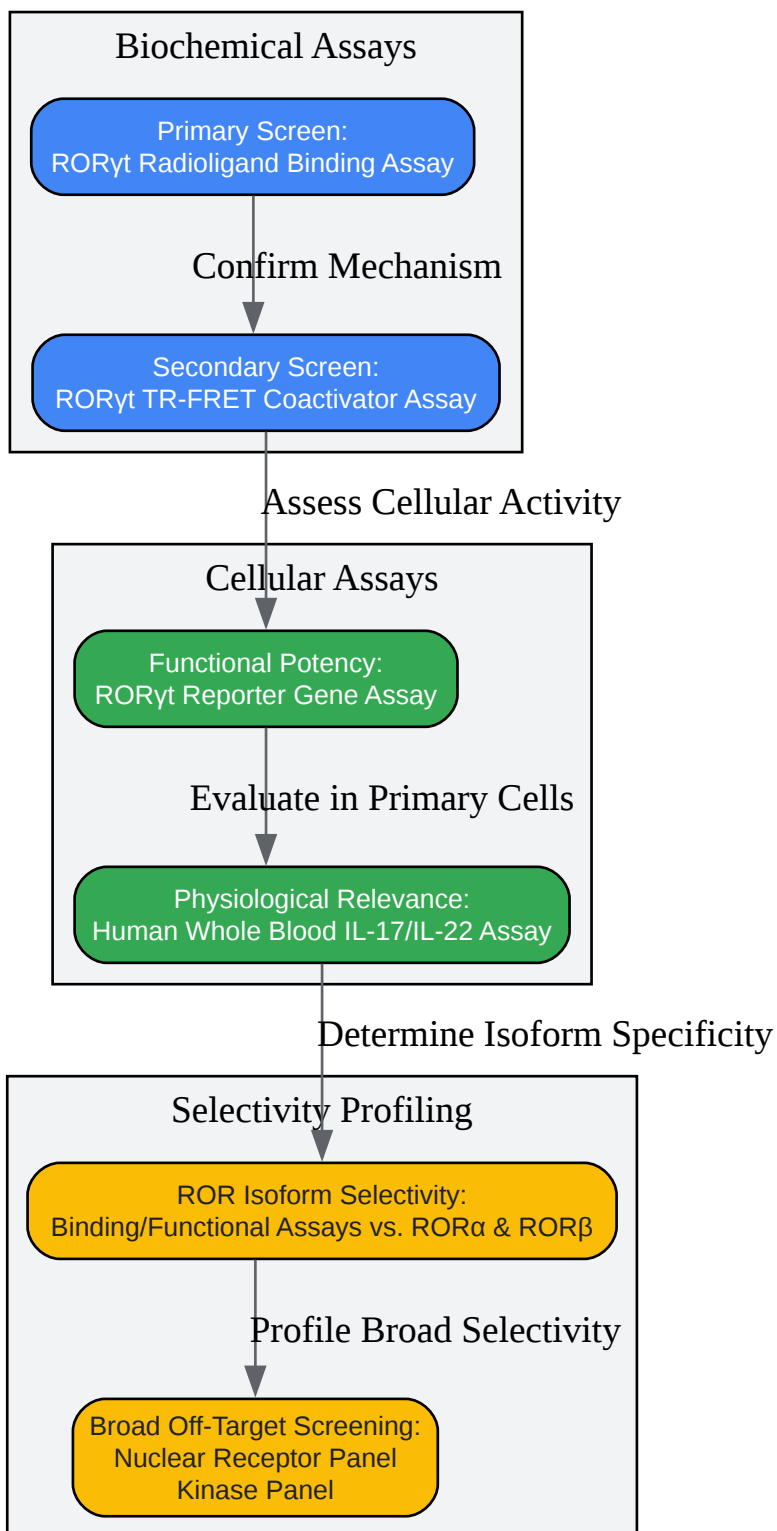 Biochemical Assays
Primary Screen:
RORγt Radioligand Binding Assay
Confirm Mechanism
Secondary Screen:
RORγt TR-FRET Coactivator Assay
Assess Cellular Activity
Cellular Assays
Functional Potency:
RORγt Reporter Gene Assay
Evaluate in Primary Cells
Physiological Relevance:
Human Whole Blood IL-17/IL-22 Assay
Determine Isoform Specificity
Selectivity Profiling
ROR Isoform Selectivity:
Binding/Functional Assays vs. RORα & RORβ
Profile Broad Selectivity
Broad Off-Target Screening:
Nuclear Receptor Panel
Kinase Panel